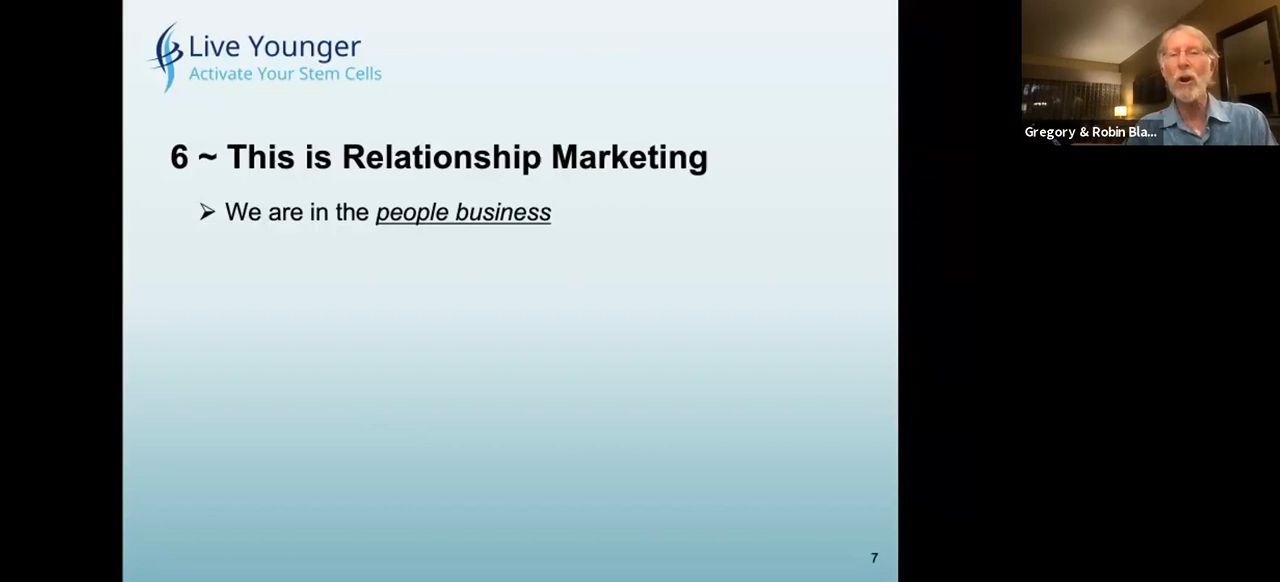 Live Younger
Activate Your Stem Cells
6 ~ This is Relationship Marketing
➢ We are in the people business
7
Gregory & Robin Bla...